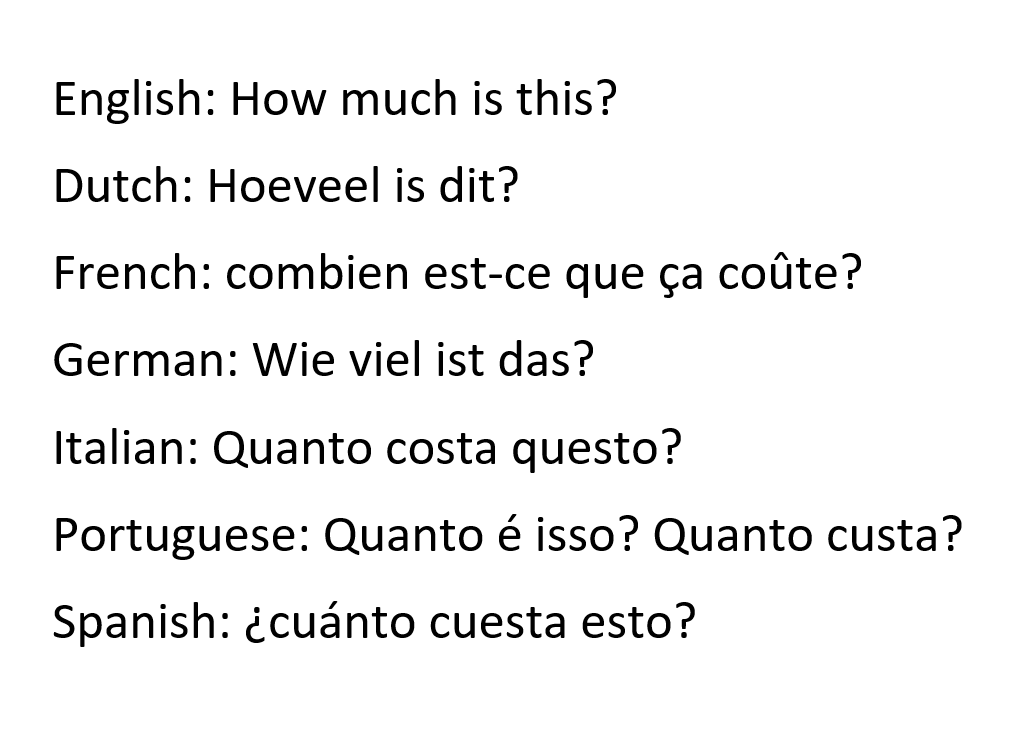 English: How much is this?
Dutch: Hoeveel is dit?
French: combien est-ce que ça coûte?
German: Wie viel ist das?
Italian: Quanto costa questo?
Portuguese: Quanto é isso? Quanto custa?
Spanish: ¿cuánto cuesta esto?